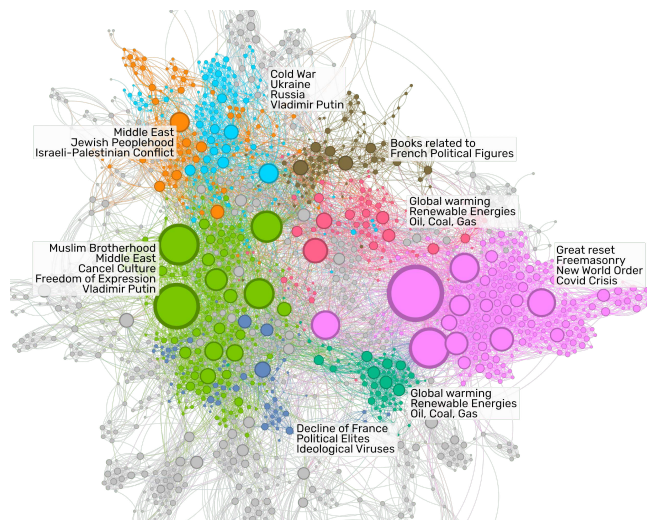 Cold War
Ukraine
Russia
Vladimir Putin
Middle East
Jewish Peoplehood
Israeli-Palestinian Conflict
Books related to
French Political Figures
Global warming
Renewable Energies
Oil, Coal, Gas
Muslim Brotherhood
Middle East
Cancel Culture
Freedom of Expression
Vladimir Putin
Great reset
Freemasonry
New World Order
Covid Crisis
Global warming
Renewable Energies
Oil, Coal, Gas
Decline of France
Political Elites
Ideological Viruses